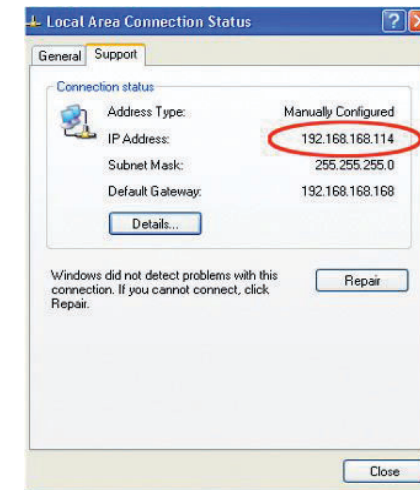 Local Area Connection Status
General
Support
Connection status
Address Type:
Manually Configured
IP Address:
192.168.168.114
Subnet Mask:
255.255.255.0
Default Gateway:
192.168.168.168
Details...
Windows did not detect problems with this
connection. If you cannot connect, click
Repair.
Repair
Close